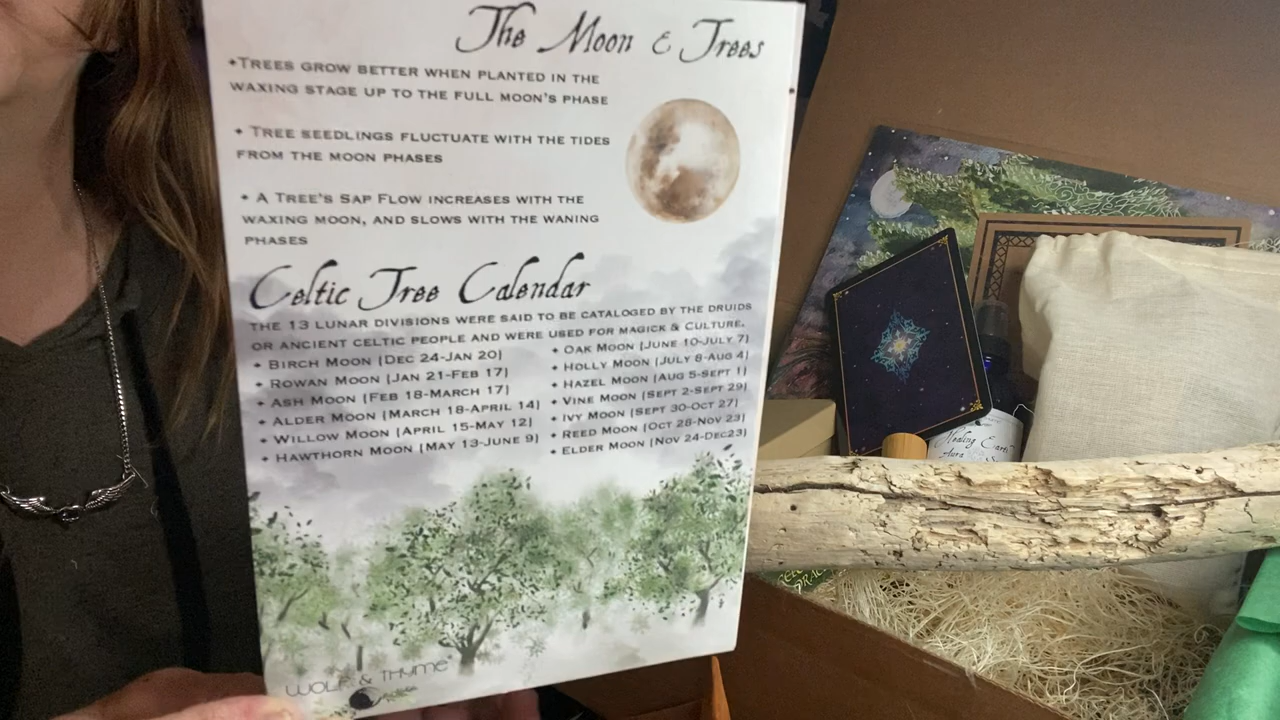 The Moon & Trees
•Trees grow better when planted in the
waxing stage up to the full moon's phase
• Tree seedlings fluctuate with the tides
from the moon phases
• A Tree's Sap Flow increases with the
waxing moon, and slows with the waning
phases
Celtic Tree Calendar
The 13 lunar divisions were said to be cataloged by the druids
or ancient celtic people and were used for magick & culture.
• Birch Moon (Dec 24-Jan 20)
• Rowan Moon (Jan 21-Feb 17)
• Ash Moon (Feb 18-March 17)
• Alder Moon (March 18-April 14)
• Willow Moon (April 15-May 12)
• Hawthorn Moon (May 13-June 9)
• Oak Moon (June 10-July 7)
• Holly Moon (July 8-Aug 4)
• Hazel Moon (Aug 5-Sept 1)
• Vine Moon (Sept 2-Sept 29)
• Ivy Moon (Sept 30-Oct 27)
• Reed Moon (Oct 28-Nov 23)
• Elder Moon (Nov 24-Dec23)
Wolf & Thyme
Healing Earth
Aura